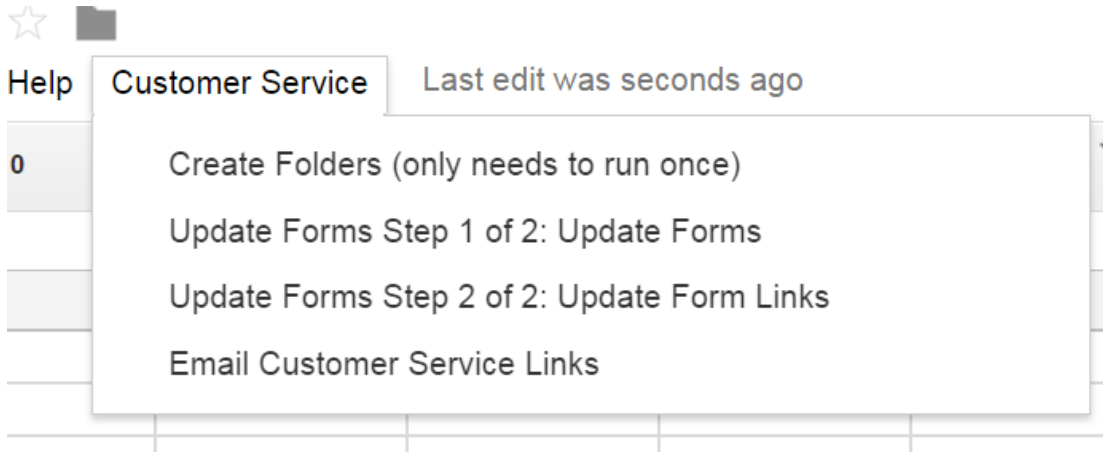 Help Customer Service Last edit was seconds ago
0
Create Folders (only needs to run once)
Update Forms Step 1 of 2: Update Forms
Update Forms Step 2 of 2: Update Form Links
Email Customer Service Links